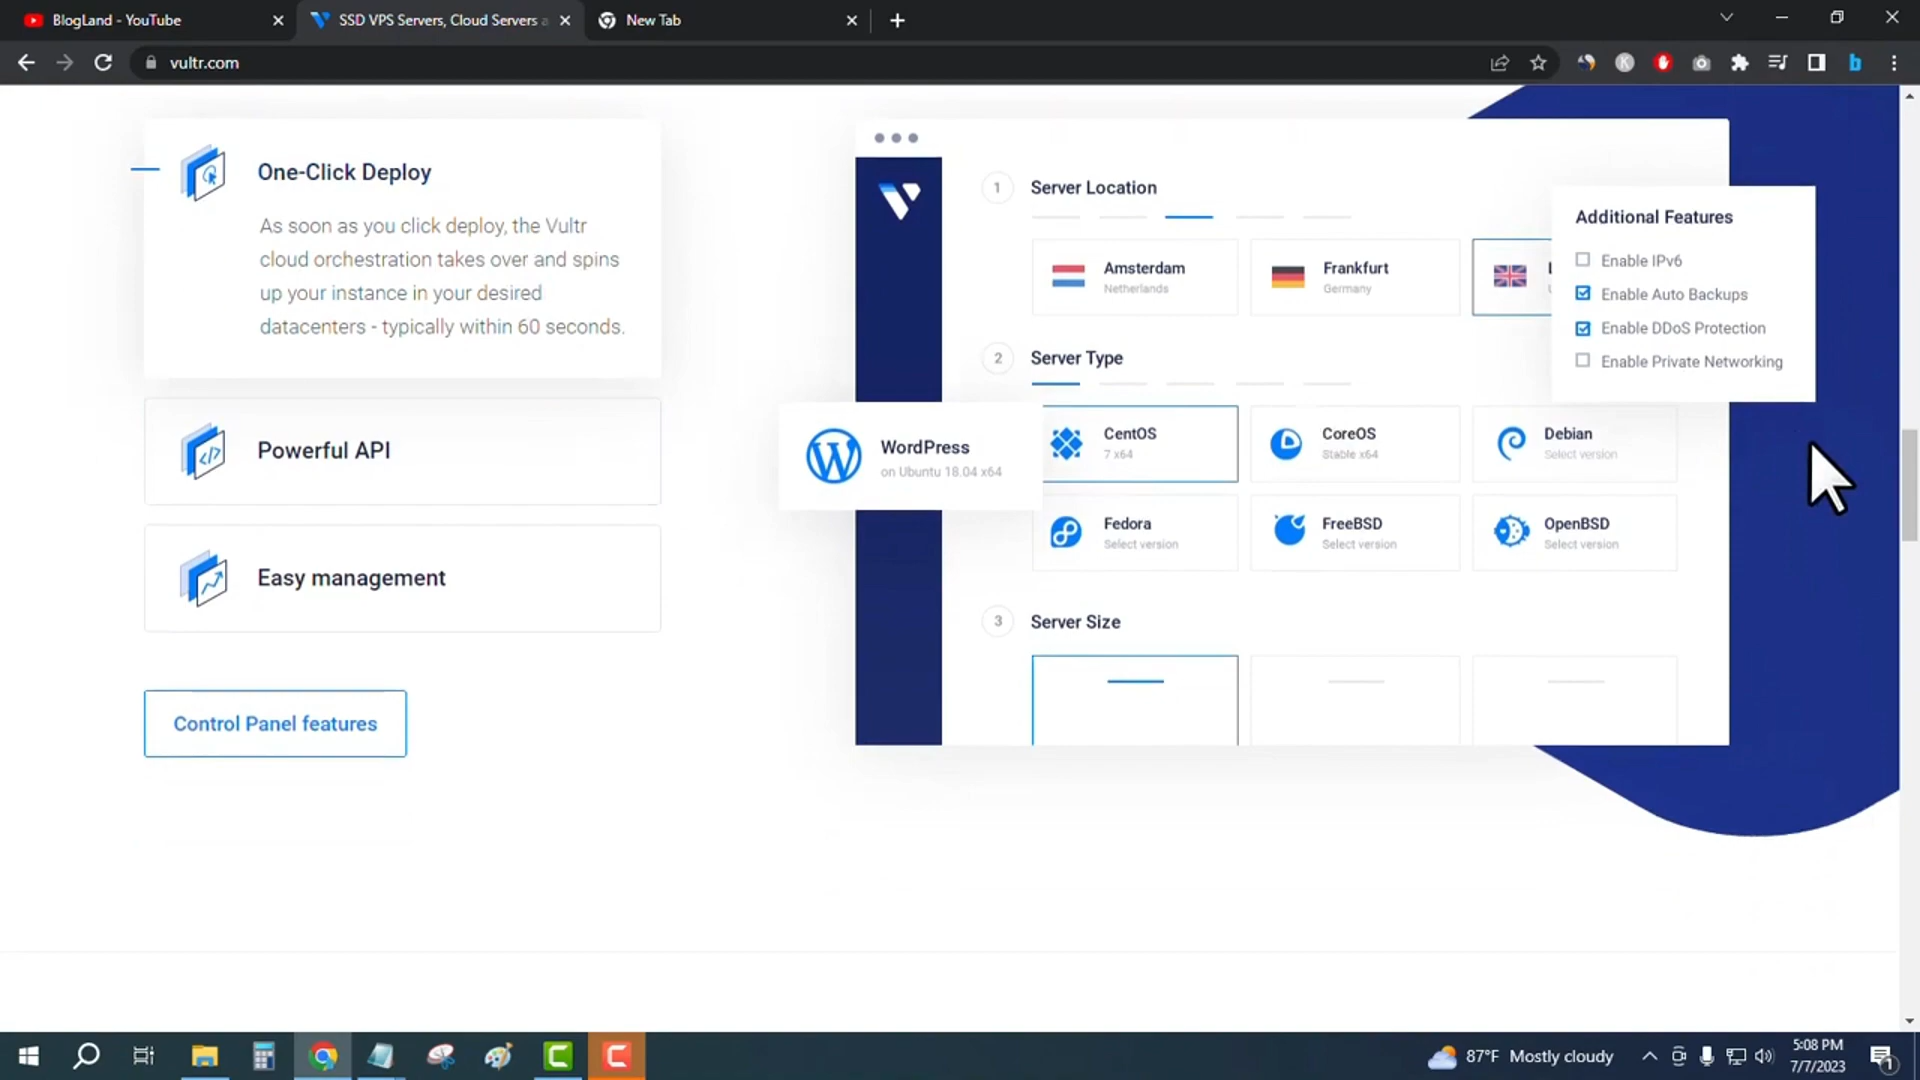 BlogLand - YouTube
SSD VPS Servers, Cloud Servers a
New Tab
vultr.com
One-Click Deploy
As soon as you click deploy, the Vultr
cloud orchestration takes over and spins
up your instance in your desired
datacenters - typically within 60 seconds.
Powerful API
Easy management
Control Panel features
1 Server Location
Amsterdam
Netherlands
Frankfurt
Germany
Additional Features
Enable IPv6
Enable Auto Backups
Enable DDoS Protection
Enable Private Networking
2 Server Type
WordPress
on Ubuntu 18.04 x64
CentOS
7 x64
CoreOS
Stable x64
Debian
Select version
Fedora
Select version
FreeBSD
Select version
OpenBSD
Select version
3 Server Size
87°F Mostly cloudy
5:08 PM
7/7/2023
1